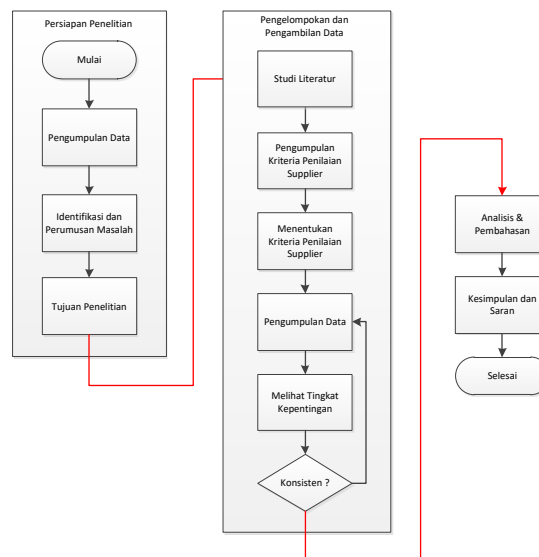 Persiapan Penelitian
Mulai
Pengumpulan Data
Identifikasi dan
Perumusan Masalah
Tujuan Penelitian
Pengelompokan dan
Pengambilan Data
Studi Literatur
Pengumpulan
Kriteria Penilaian
Supplier
Menentukan
Kriteria Penilaian
Supplier
Pengumpulan Data
Melihat Tingkat
Kepentingan
Konsisten ?
Analisis &
Pembahasan
Kesimpulan dan
Saran
Selesai